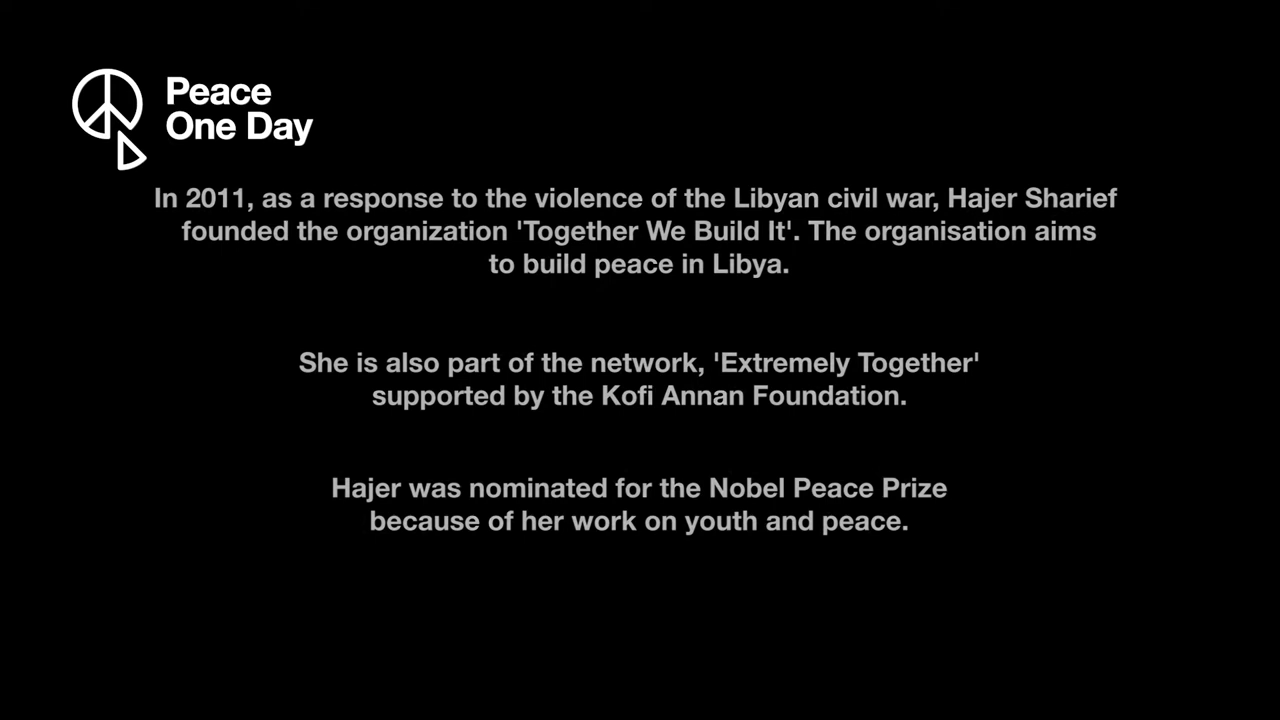 Peace
One Day
In 2011, as a response to the violence of the Libyan civil war, Hajer Sharief
founded the organization 'Together We Build It'. The organisation aims
to build peace in Libya.
She is also part of the network, 'Extremely Together'
supported by the Kofi Annan Foundation.
Hajer was nominated for the Nobel Peace Prize
because of her work on youth and peace.